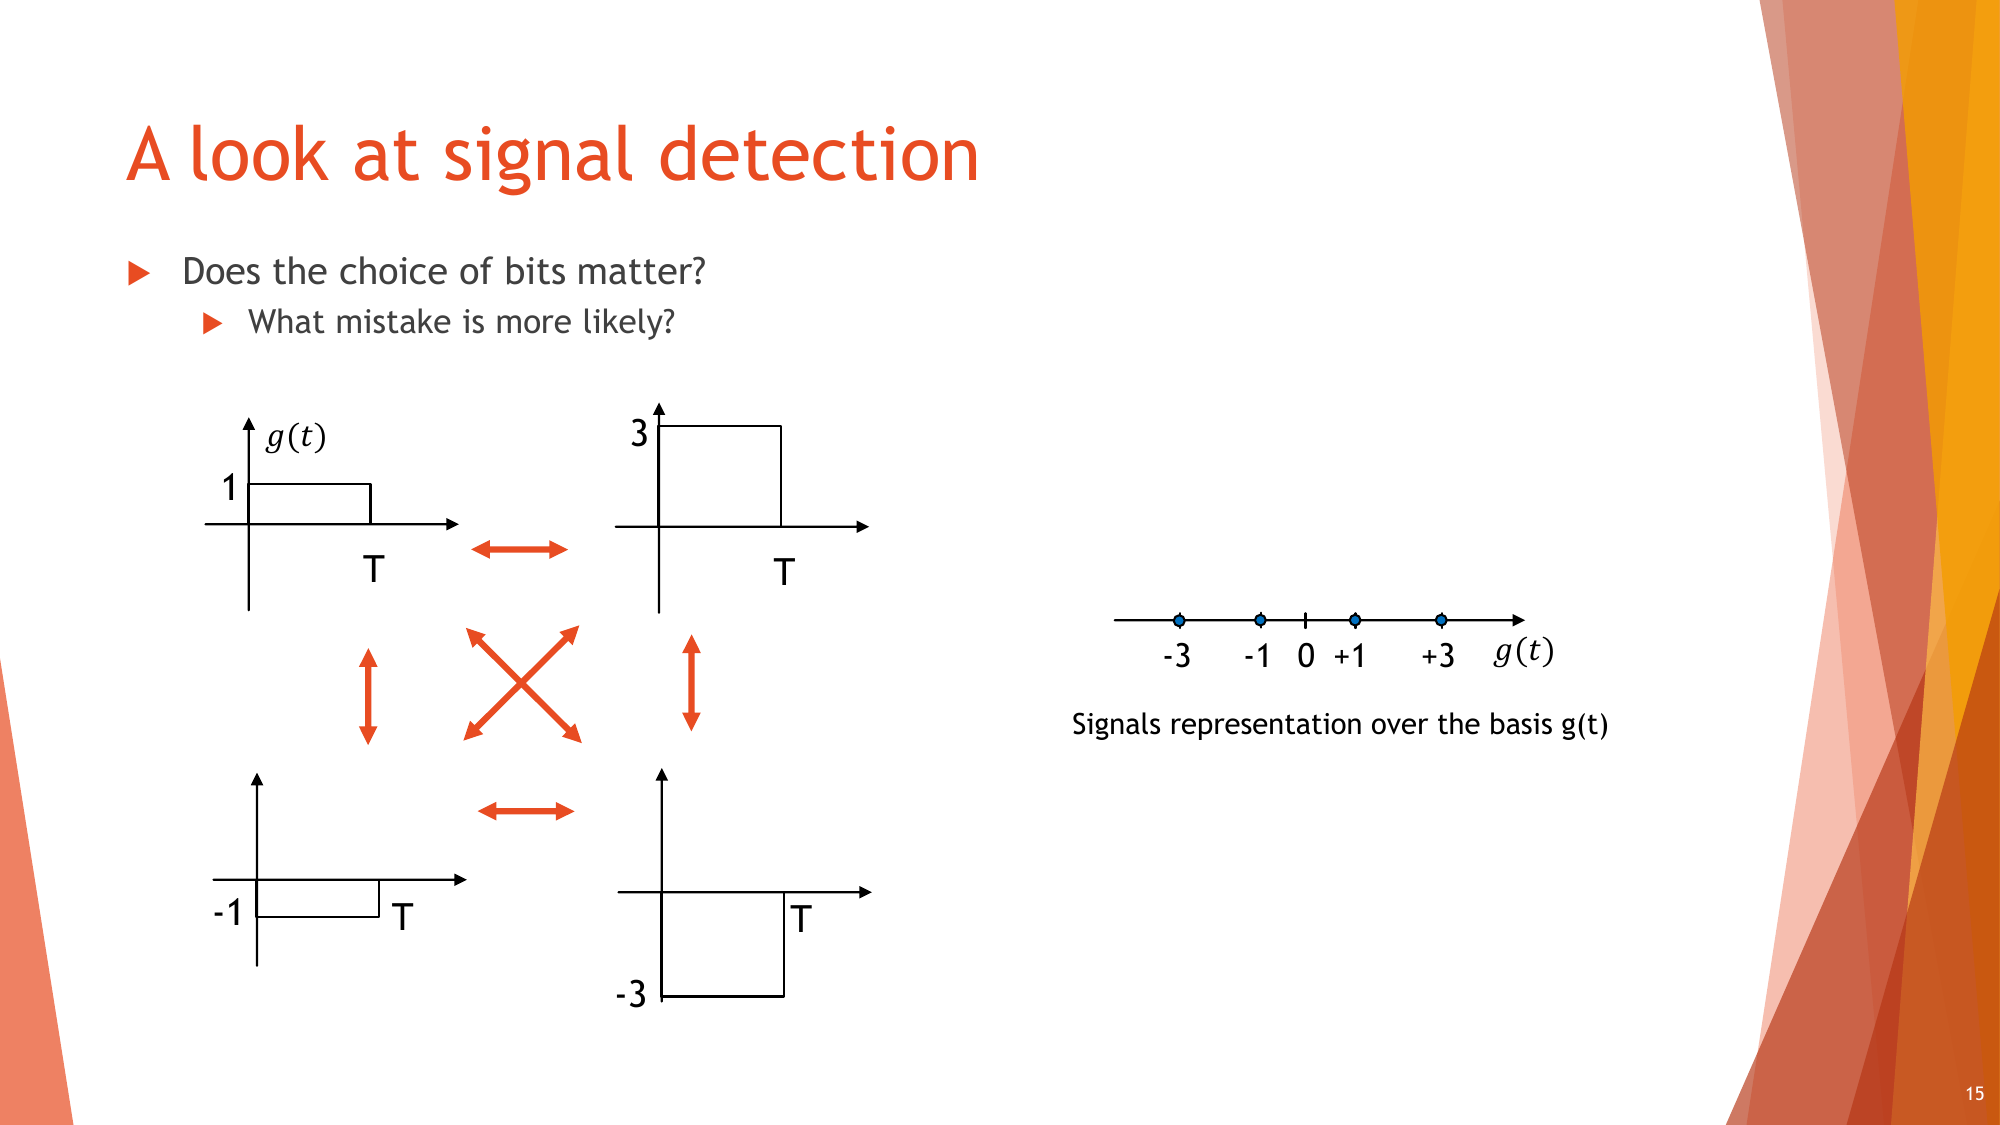 A look at signal detection
Does the choice of bits matter?
What mistake is more likely?
g(t)
1
T
3
T
-1
T
-3
T
-3 -1 0 +1 +3 g(t)
Signals representation over the basis g(t)
15